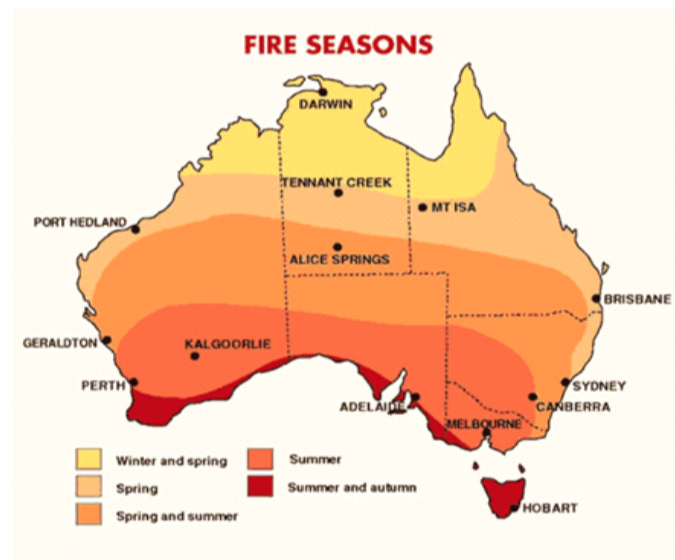 FIRE SEASONS
DARWIN
TENNANT CREEK
MT ISA
PORT HEDLAND
ALICE SPRINGS
BRISBANE
GERALDTON
KALGOORLIE
PERTH
SYDNEY
ADELAIDE
CANBERRA
MELBOURNE
Winter and spring
Summer
Spring
Summer and autumn
Spring and summer
HOBART